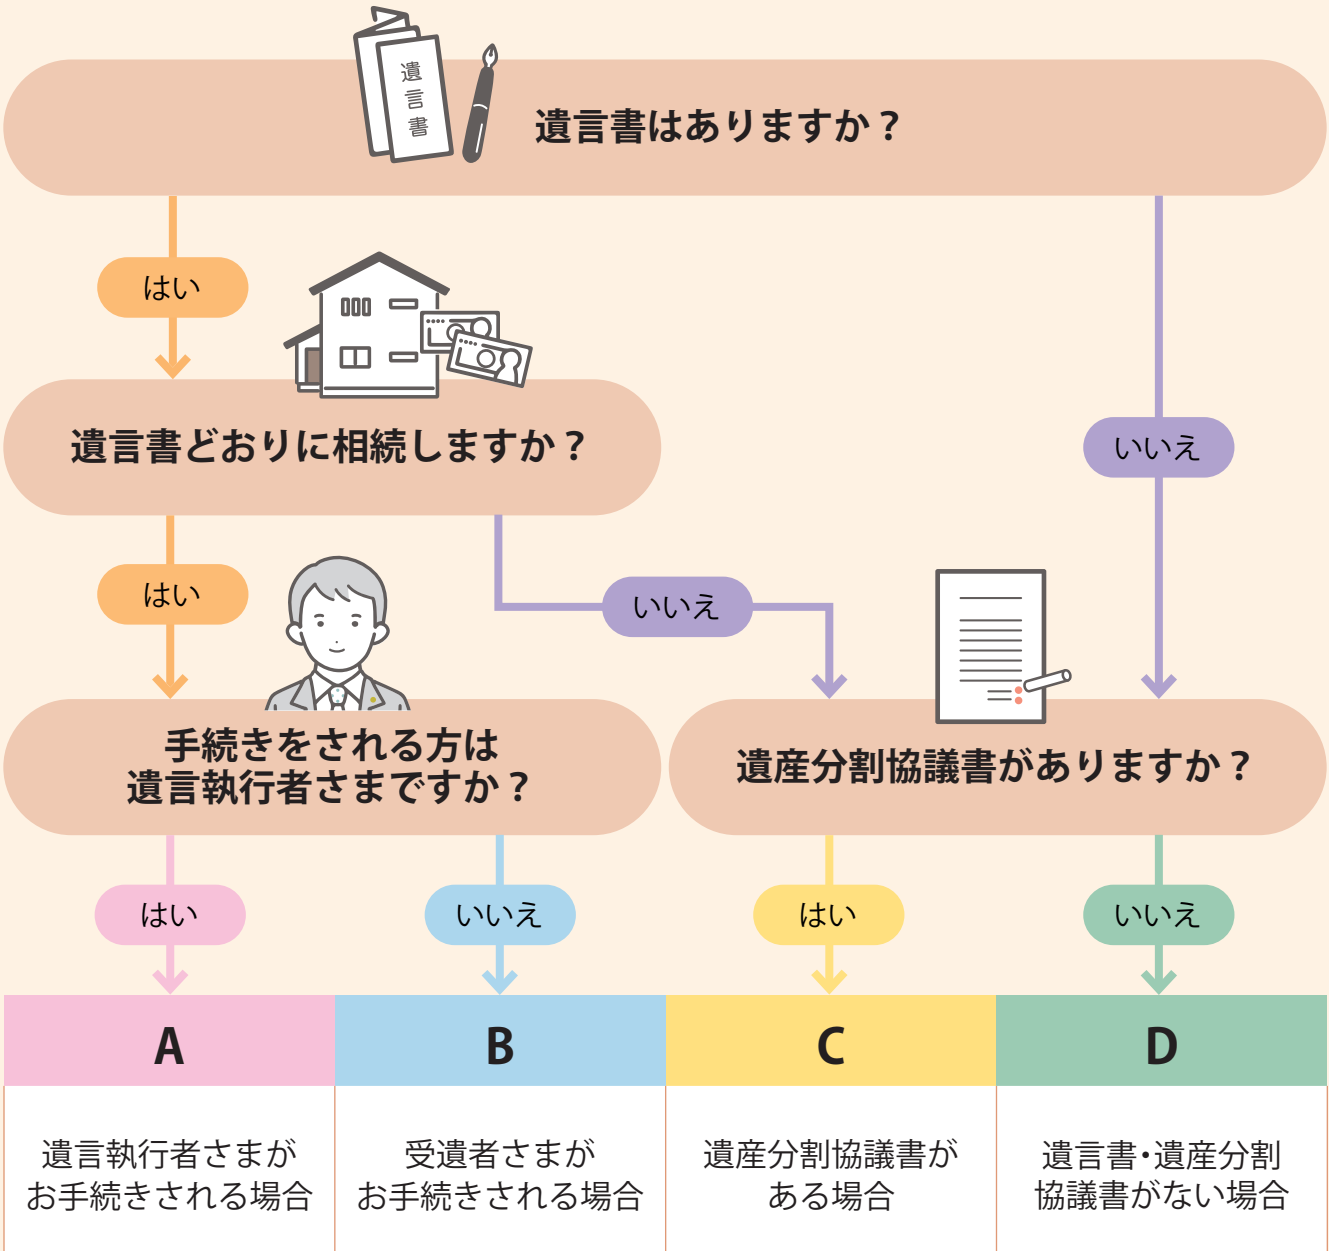 遺言書
遺言書はありますか？
はい
いいえ
遺言書どおりに相続しますか？
はい
いいえ
手続きをされる方は
遺言執行者さまですか？
遺産分割協議書がありますか？
はい
いいえ
はい
いいえ
A
B
C
D
遺言執行者さまが
お手続きされる場合
受遺者さまが
お手続きされる場合
遺産分割協議書が
ある場合
遺言書・遺産分割
協議書がない場合